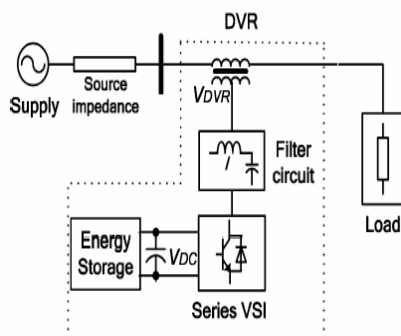 DVR
Source
impedance
Supply
VDVR
Filter
circuit
Load
Energy
Storage
VDC
Series VSI